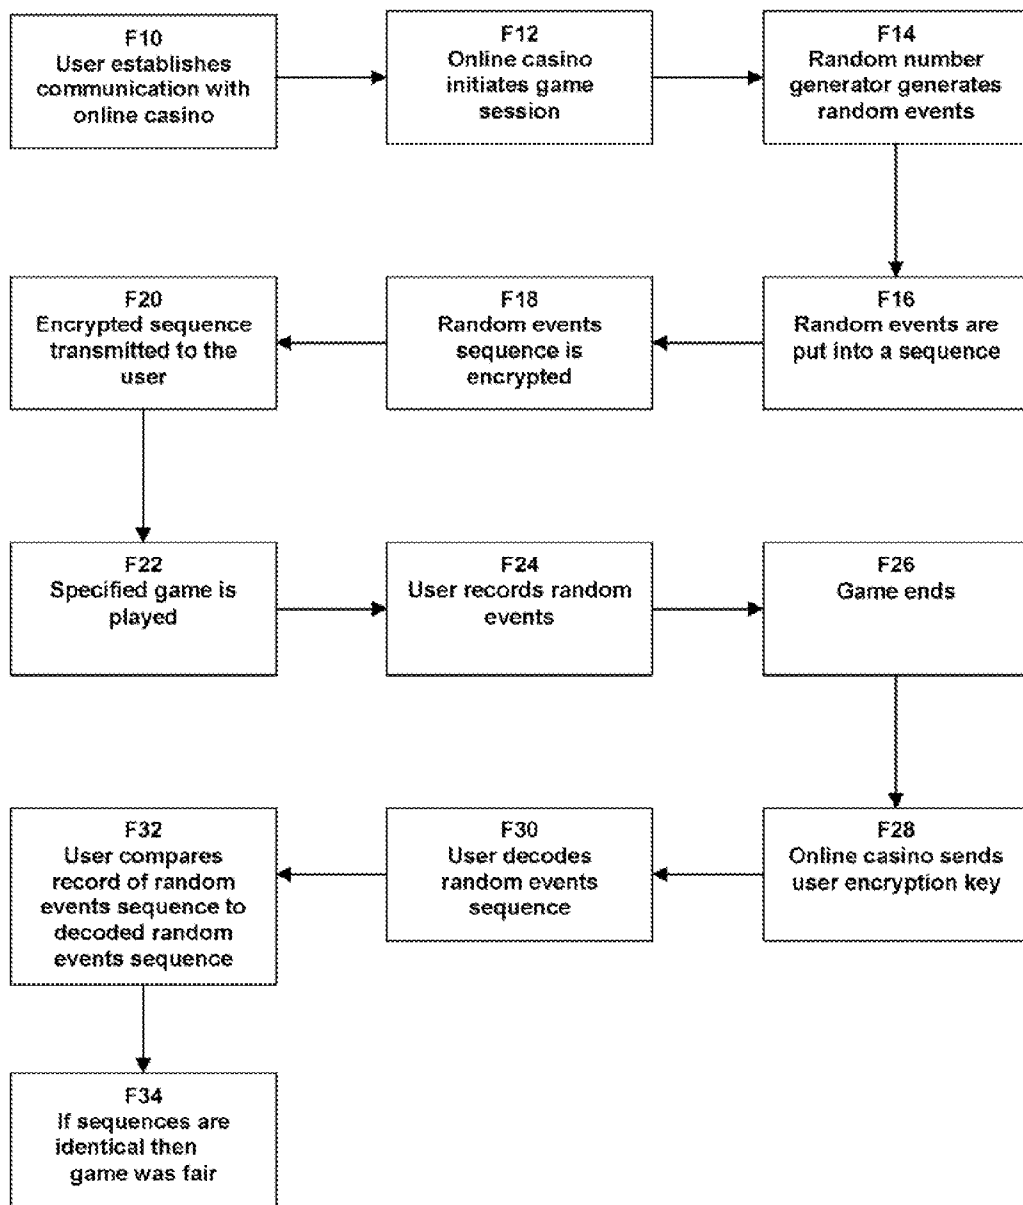 F10
User establishes
communication with
online casino
F12
Online casino
initiates game
session
F14
Random number
generator generates
random events
F16
Random events are
put into a sequence
F18
Random events
sequence is
encrypted
F20
Encrypted sequence
transmitted to the
user
F22
Specified game is
played
F24
User records random
events
F26
Game ends
F28
Online casino sends
user encryption key
F30
User decodes
random events
sequence
F32
User compares
record of random
events sequence to
decoded random
events sequence
F34
If sequences are
identical then
game was fair